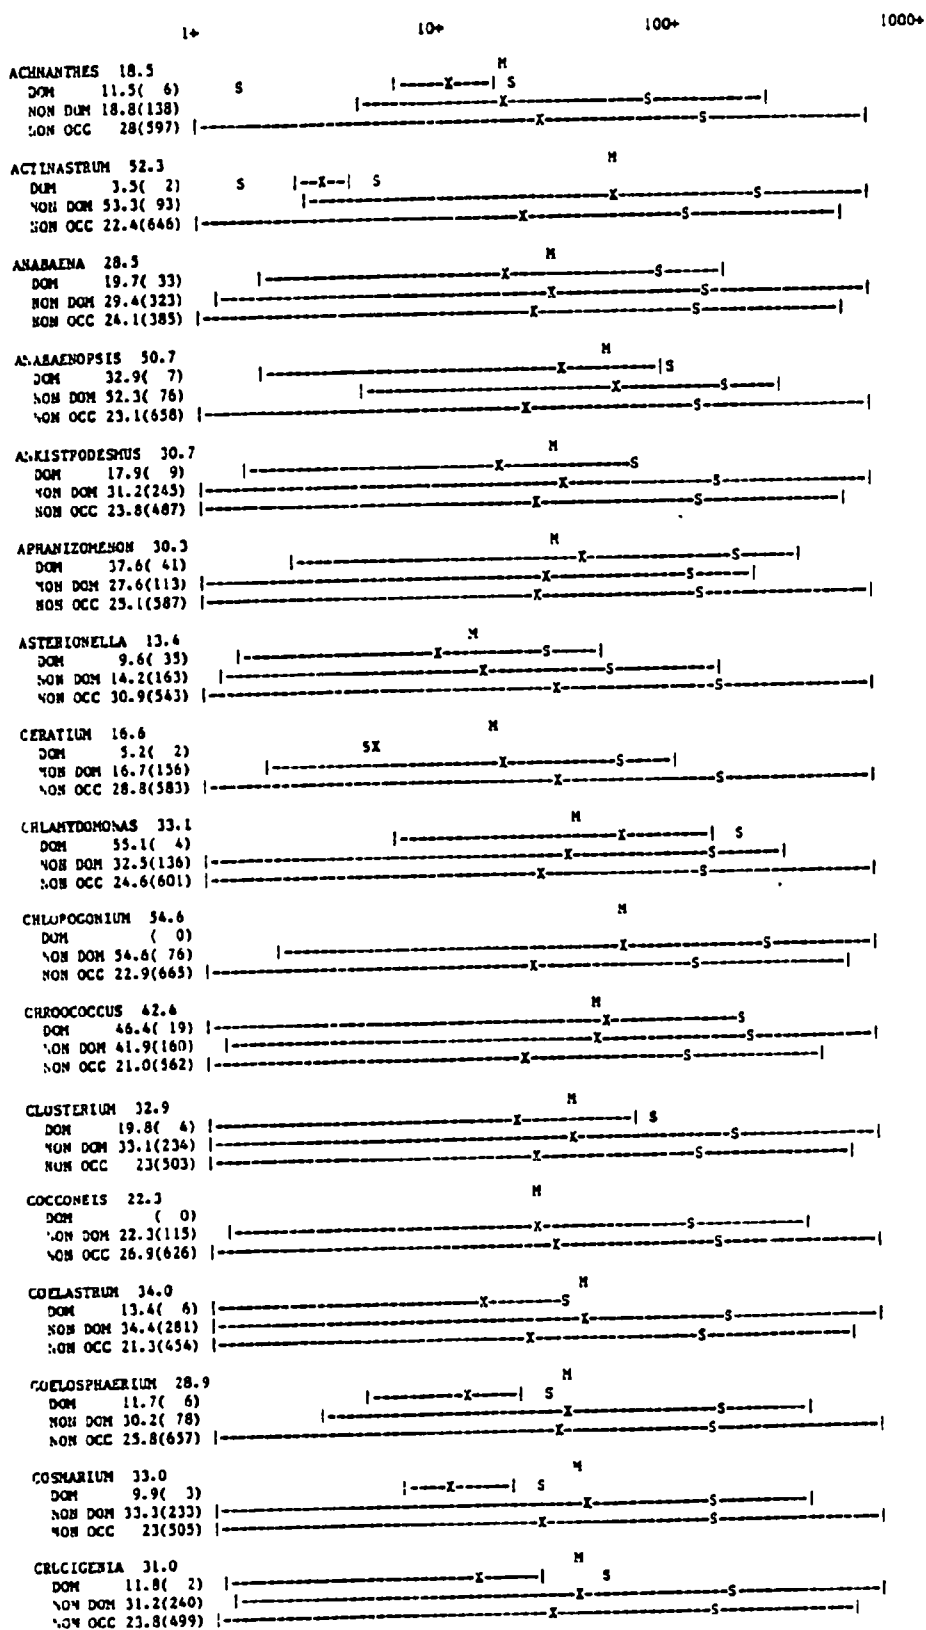 1+ 10+ 100+ 1000+
ACHNANTHES 18.5 M
DOM 11.5( 6) S |---X---| S
NON DOM 18.8(138) |---X---S---|
NON OCC 28(597) |---X---S---|
ACTINASTRUM 52.3 M
DOM 3.5( 2) S |--X--| S
NON DOM 53.3( 93) |---X---S---|
NON OCC 22.4(646) |---X---S---|
ANABAENA 28.5 M
DOM 19.7( 33) |---X---S---|
NON DOM 29.4(323) |---X---S---|
NON OCC 24.1(385) |---X---S---|
ANABAENOPSIS 50.7 M
DOM 32.9( 7) |---X---|S
NON DOM 52.3( 76) |---X---S---|
NON OCC 23.1(658) |---X---S---|
ANKISTRODESMUS 30.7 M
DOM 17.9( 9) |---X---S
NON DOM 31.2(245) |---X---S---|
NON OCC 23.8(487) |---X---S---|
APHANIZOMENON 30.3 M
DOM 37.6( 41) |---X---S---|
NON DOM 27.6(113) |---X---S---|
NON OCC 25.1(587) |---X---S---|
ASTERIONELLA 13.4 M
DOM 9.6( 35) |---X---S---|
NON DOM 14.2(163) |---X---S---|
NON OCC 30.9(543) |---X---S---|
CERATIUM 16.6 M
DOM 5.2( 2) SX
NON DOM 16.7(156) |---X---S---|
NON OCC 28.8(583) |---X---S---|
CHLAMYDOMONAS 33.1 M
DOM 55.1( 4) |---X---| S
NON DOM 32.5(136) |---X---S---|
NON OCC 24.6(601) |---X---S---|
CHLOROGONIUM 54.6 M
DOM ( 0)
NON DOM 54.6( 76) |---X---S---|
NON OCC 22.9(665) |---X---S---|
CHROOCOCCUS 42.4 M
DOM 46.4( 19) |---X---S
NON DOM 41.9(160) |---X---S---|
NON OCC 21.0(562) |---X---S---|
CLOSTERIUM 32.9 M
DOM 19.8( 4) |---X---| S
NON DOM 33.1(234) |---X---S---|
NON OCC 23(503) |---X---S---|
COCCONEIS 22.3 M
DOM ( 0)
NON DOM 22.3(115) |---X---S---|
NON OCC 26.9(626) |---X---S---|
COELASTRUM 34.0 M
DOM 13.4( 6) |---X---S
NON DOM 34.4(281) |---X---S---|
NON OCC 21.3(454) |---X---S---|
COELOSPHAERIUM 28.9 M
DOM 11.7( 6) |---X---| S
NON DOM 30.2( 78) |---X---S---|
NON OCC 25.8(657) |---X---S---|
COSMARIUM 33.0 M
DOM 9.9( 3) |---X---| S
NON DOM 33.3(233) |---X---S---|
NON OCC 23(505) |---X---S---|
CRUCIGENIA 31.0 M
DOM 11.8( 2) |---X---| S
NON DOM 31.2(240) |---X---S---|
NON OCC 23.8(499) |---X---S---|